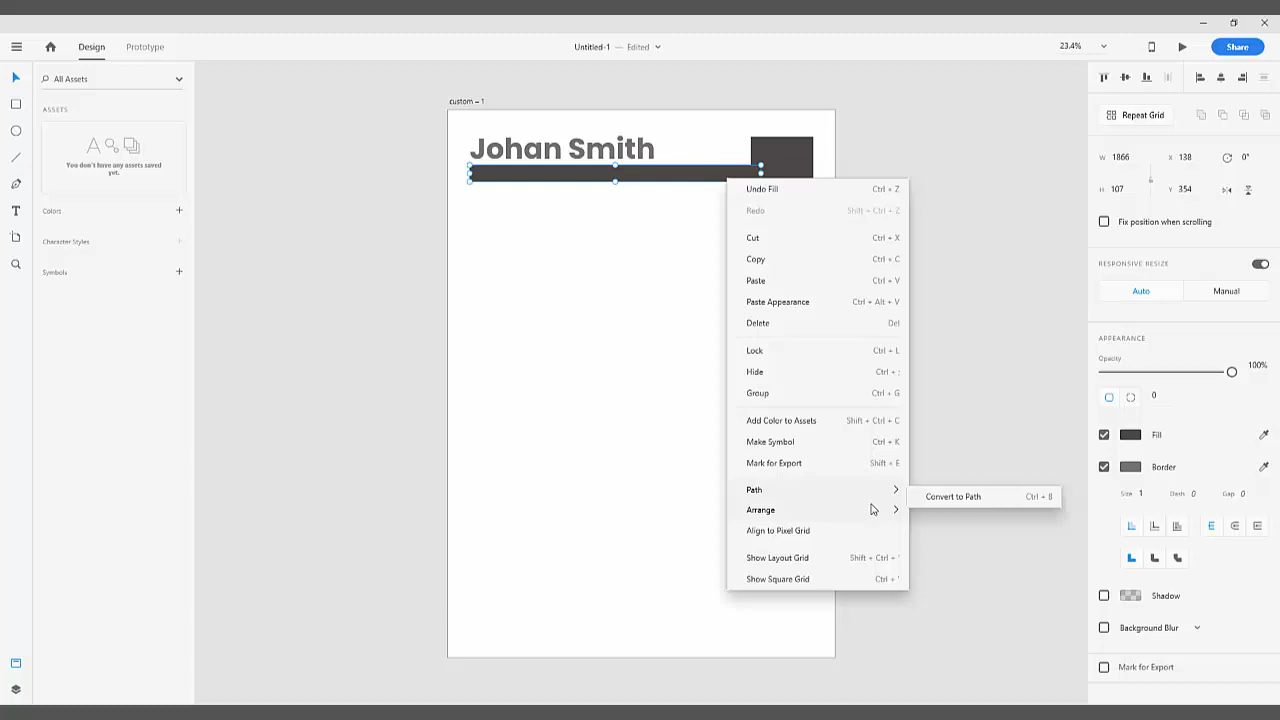 Design Prototype Untitled-1 — Edited 23.4% Share
All Assets
ASSETS
You don't have any assets saved
yet.
Colors +
Character Styles +
Symbols +
custom – 1
Johan Smith
Undo Fill Ctrl + Z
Redo Shift + Ctrl + Z
Cut Ctrl + X
Copy Ctrl + C
Paste Ctrl + V
Paste Appearance Ctrl + Alt + V
Delete Del
Lock Ctrl + L
Hide Ctrl + ;
Group Ctrl + G
Add Color to Assets Shift + Ctrl + C
Make Symbol Ctrl + K
Mark for Export Shift + E
Path
Convert to Path Ctrl + 8
Arrange
Align to Pixel Grid
Show Layout Grid Shift + Ctrl + '
Show Square Grid Ctrl + '
Repeat Grid
W 1866 X 138 0°
H 107 Y 354
Fix position when scrolling
RESPONSIVE RESIZE
Auto Manual
APPEARANCE
Opacity
100%
0
Fill
Border
Size 1 Dash 0 Gap 0
Shadow
Background Blur
Mark for Export